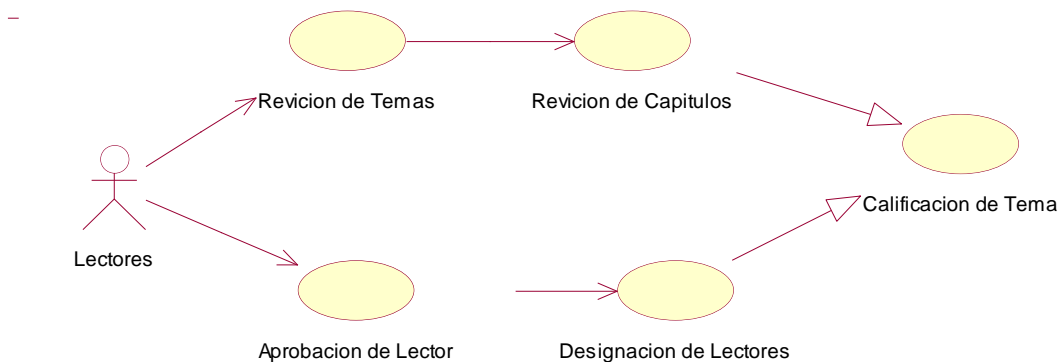 Revicion de Temas
Revicion de Capitulos
Calificacion de Tema
Lectores
Aprobacion de Lector
Designacion de Lectores